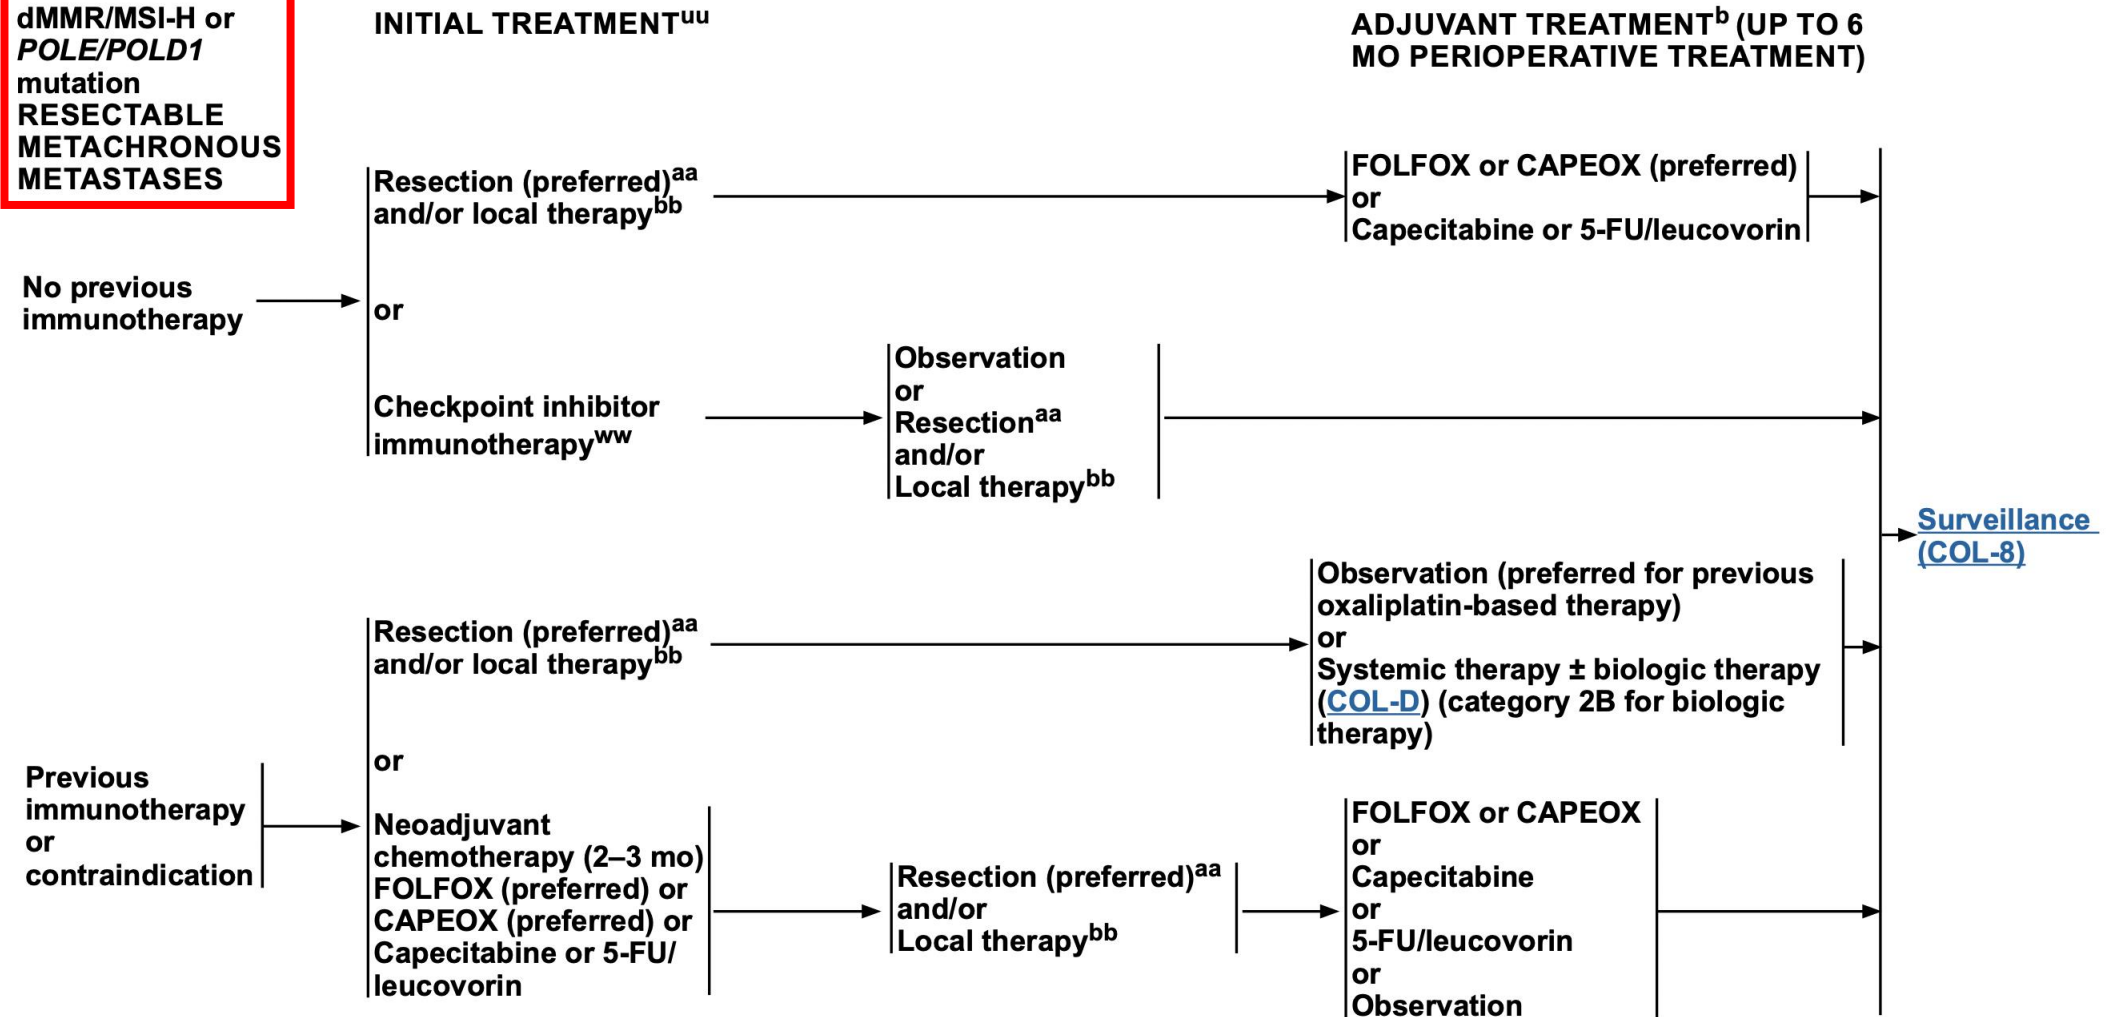 dMMR/MSI-H or
POLE/POLD1
mutation
RESECTABLE
METACHRONOUS
METASTASES
INITIAL TREATMENTuu
ADJUVANT TREATMENTb (UP TO 6
MO PERIOPERATIVE TREATMENT)
No previous
immunotherapy
Resection (preferred)aa
and/or local therapybb
or
Checkpoint inhibitor
immunotherapyww
Observation
or
Resectionaa
and/or
Local therapybb
FOLFOX or CAPEOX (preferred)
or
Capecitabine or 5-FU/leucovorin
Previous
immunotherapy
or
contraindication
Resection (preferred)aa
and/or local therapybb
or
Neoadjuvant
chemotherapy (2–3 mo)
FOLFOX (preferred) or
CAPEOX (preferred) or
Capecitabine or 5-FU/
leucovorin
Resection (preferred)aa
and/or
Local therapybb
Observation (preferred for previous
oxaliplatin-based therapy)
or
Systemic therapy ± biologic therapy
(COL-D) (category 2B for biologic
therapy)
FOLFOX or CAPEOX
or
Capecitabine
or
5-FU/leucovorin
or
Observation
Surveillance
(COL-8)